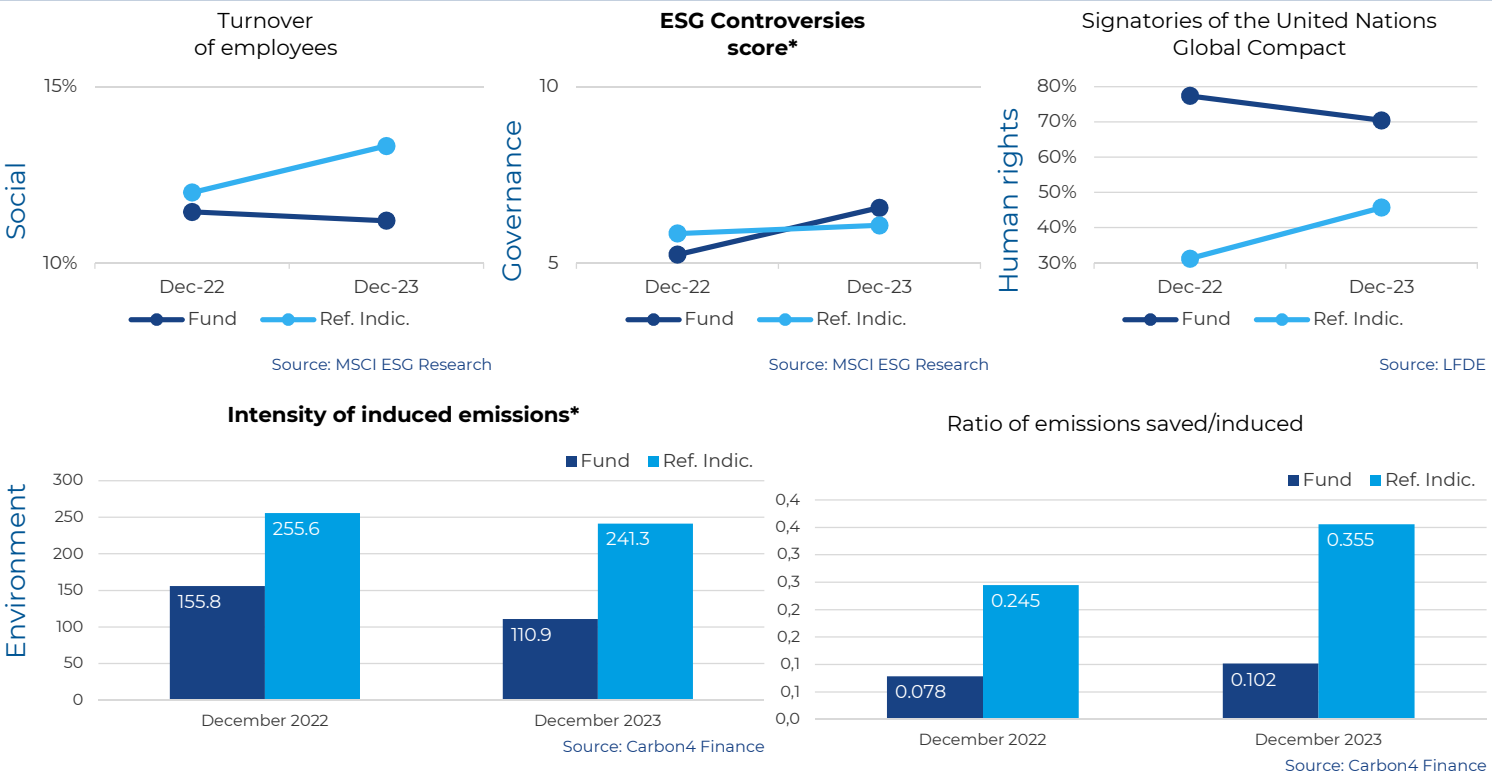 Turnover
of employees
Social
15%
10%
Dec-22
Dec-23
Fund
Ref. Indic.
Source: MSCI ESG Research
ESG Controversies
score*
Governance
10
5
Dec-22
Dec-23
Fund
Ref. Indic.
Source: MSCI ESG Research
Signatories of the United Nations
Global Compact
Human rights
80%
70%
60%
50%
40%
30%
Dec-22
Dec-23
Fund
Ref. Indic.
Source: LFDE
Intensity of induced emissions*
Environment
Fund
Ref. Indic.
300
250
200
150
100
50
0
155.8
255.6
110.9
241.3
December 2022
December 2023
Source: Carbon4 Finance
Ratio of emissions saved/induced
Fund
Ref. Indic.
0,4
0,4
0,3
0,3
0,2
0,2
0,1
0,1
0,0
0.078
0.245
0.102
0.355
December 2022
December 2023
Source: Carbon4 Finance